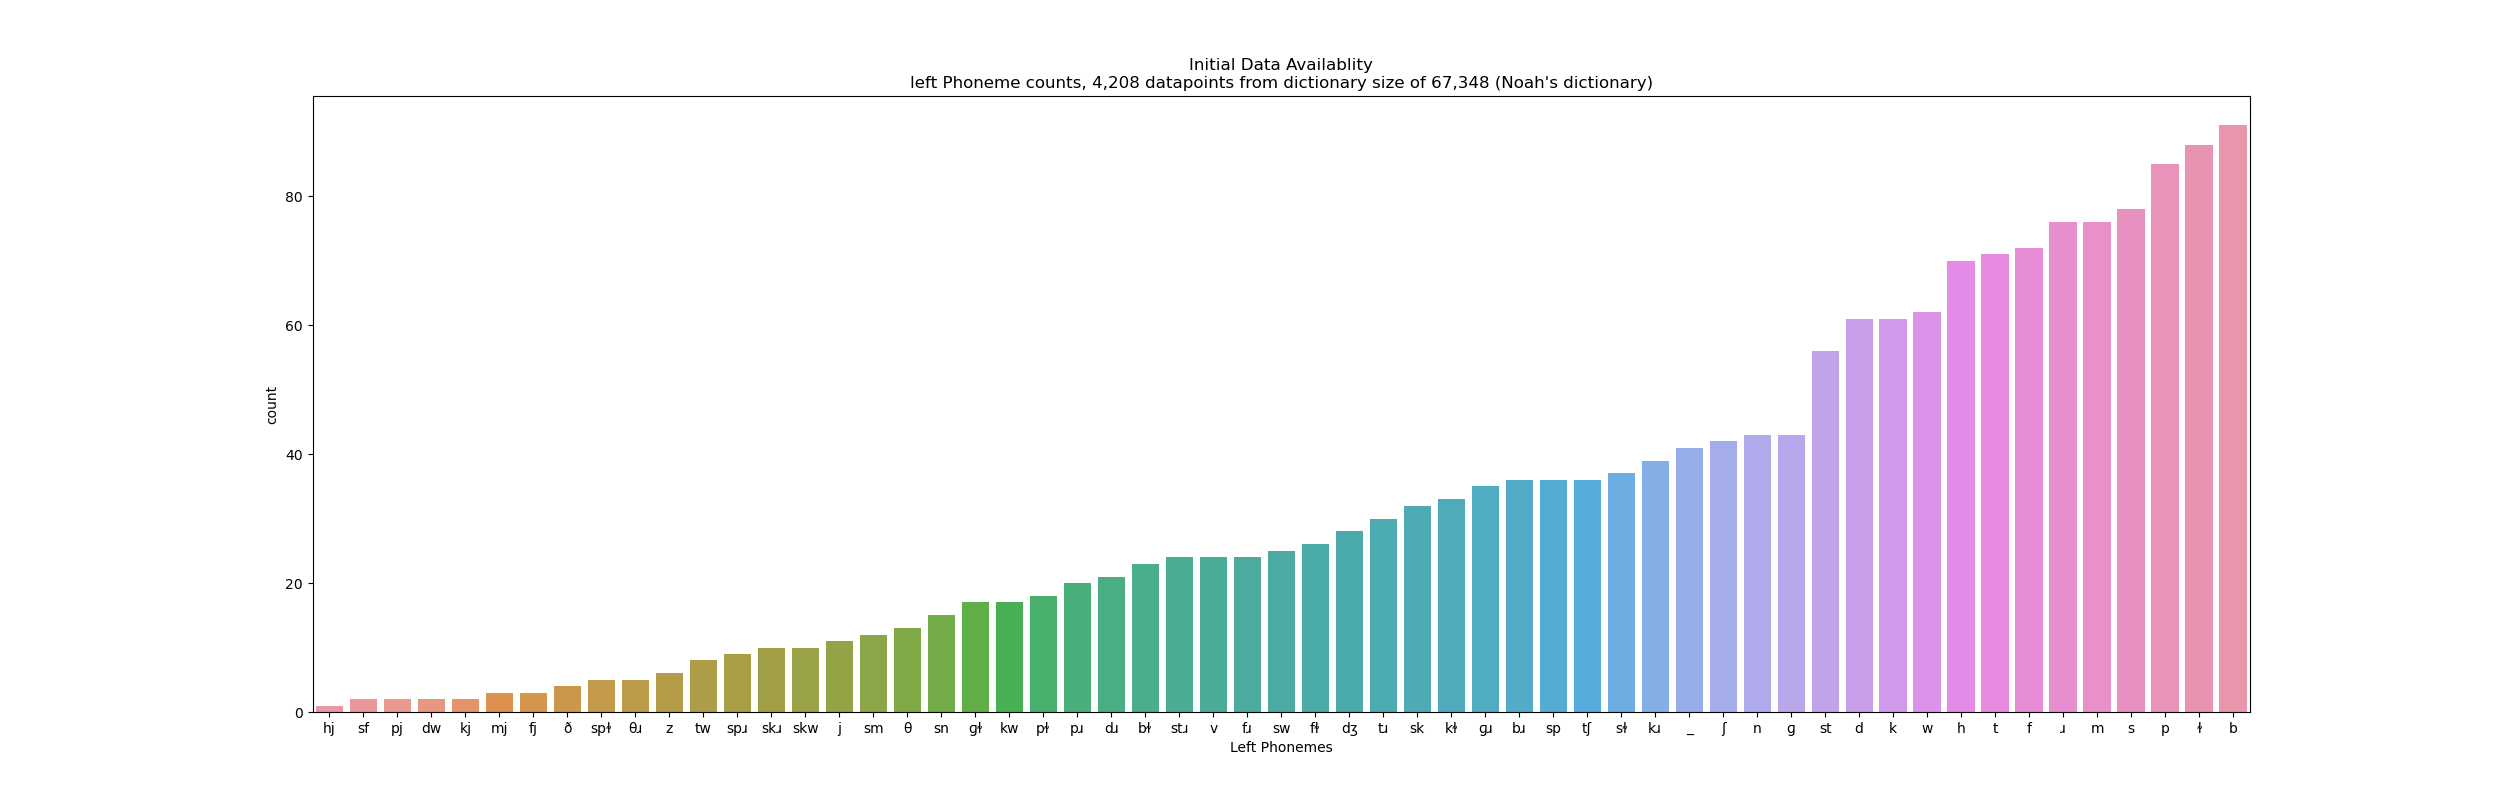 Initial Data Availablity
left Phoneme counts, 4,208 datapoints from dictionary size of 67,348 (Noah's dictionary)
80
60
40
20
0
count
hj sf pj dw kj mj fj ð spɫ θɹ z tw spɹ skɹ skw j sm θ sn ɡɫ kw pɫ pɹ dɹ bɫ stɹ v fɹ sw fɫ dʒ tɹ sk kɫ ɡɹ bɹ sp tʃ sɫ kɹ _ ʃ n ɡ st d k w h t f ɹ m s p ɫ b
Left Phonemes